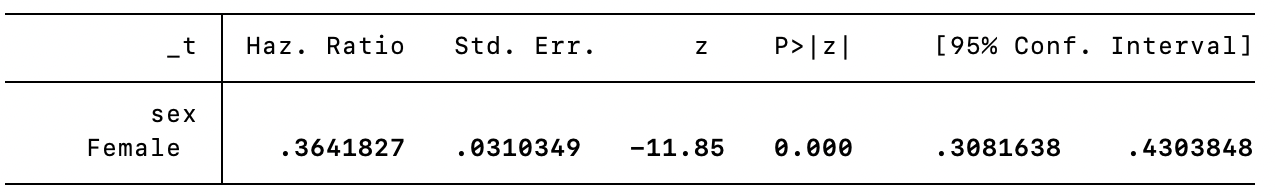 _t Haz. Ratio Std. Err. z P>|z| [95% Conf. Interval]
sex
Female .3641827 .0310349 -11.85 0.000 .3081638 .4303848